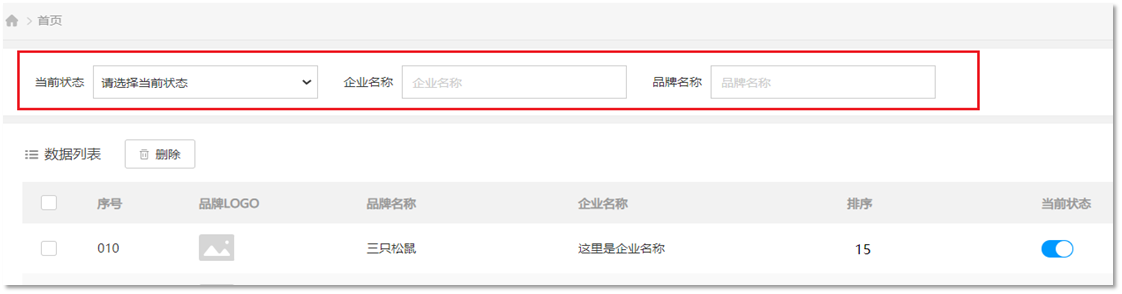 首页
当前状态 请选择当前状态 企业名称 企业名称 品牌名称 品牌名称
数据列表 删除
序号 品牌LOGO 品牌名称 企业名称 排序 当前状态
010 三只松鼠 这里是企业名称 15